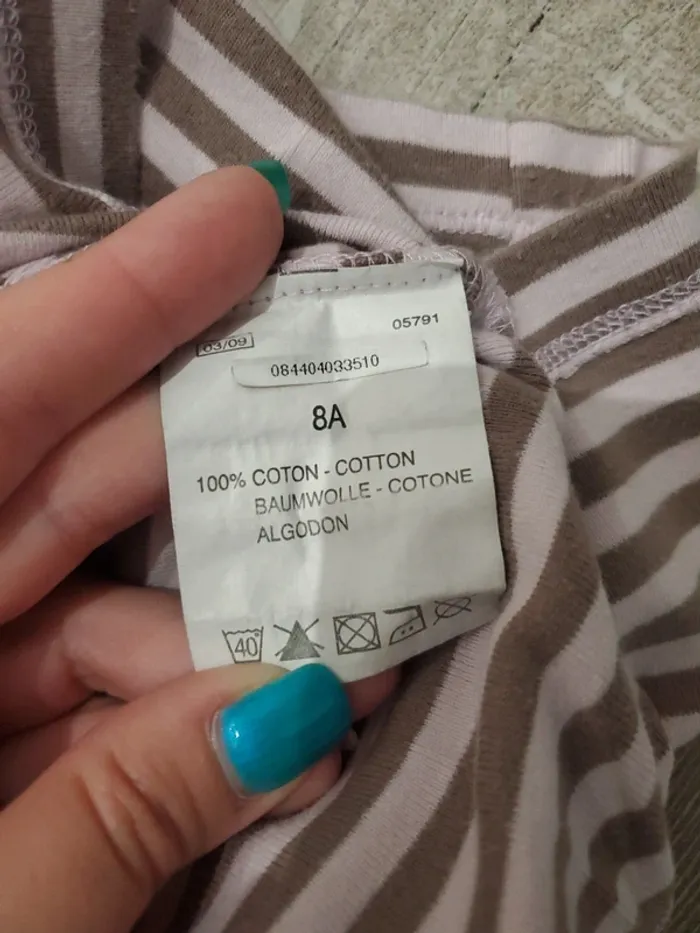 05791
03/09
084404033510
8A
100% COTON - COTTON
BAUMWOLLE - COTONE
ALGODON
40°